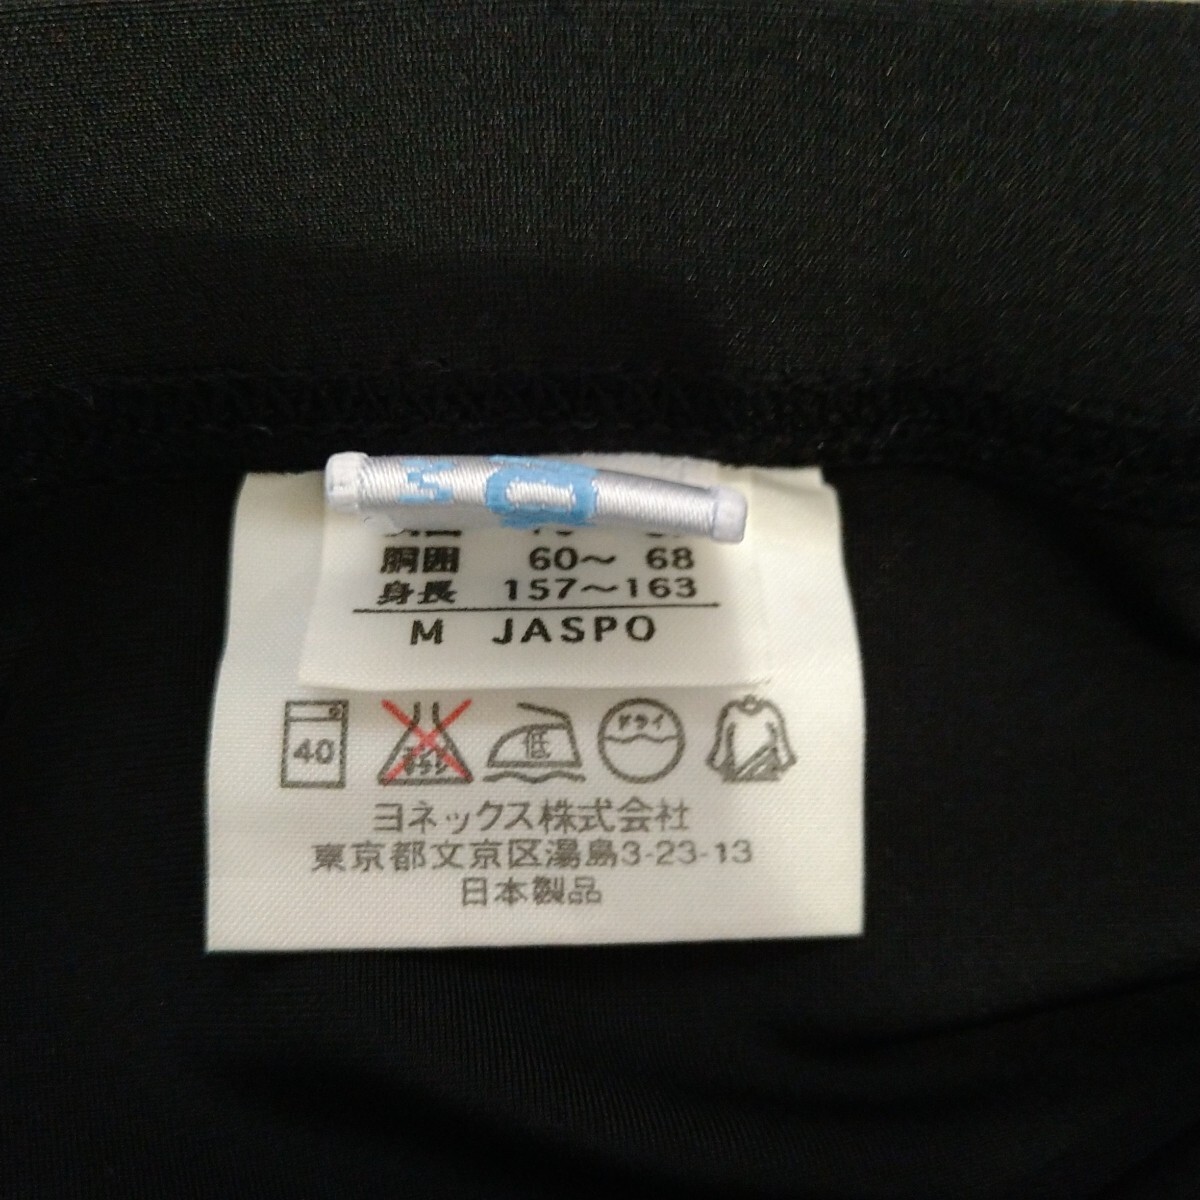 胴囲 60〜 68
身長 157〜163
M JASPO
40 低 ドライ
ヨネックス株式会社
東京都文京区湯島3-23-13
日本製品